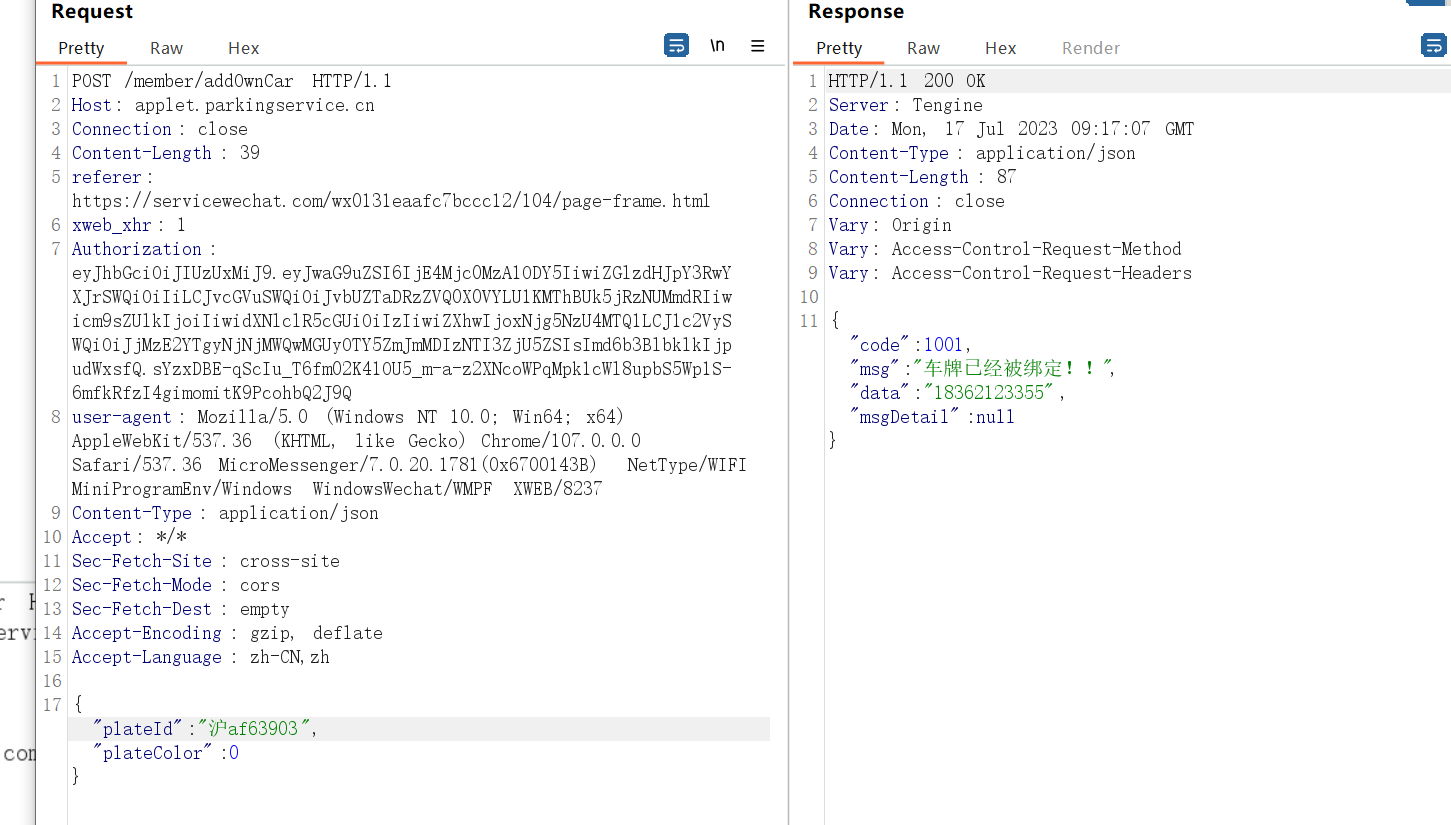 Request
Pretty Raw Hex
\n
1 POST /member/addOwnCar HTTP/1.1
2 Host: applet.parkingservice.cn
3 Connection: close
4 Content-Length: 39
5 referer:
https://servicewechat.com/wx0131eaafc7bccc12/104/page-frame.html
6 xweb_xhr: 1
7 Authorization:
8 user-agent: Mozilla/5.0 (Windows NT 10.0; Win64; x64)
AppleWebKit/537.36 (KHTML, like Gecko) Chrome/107.0.0.0
Safari/537.36 MicroMessenger/7.0.20.1781(0x6700143B) NetType/WIFI
MiniProgramEnv/Windows WindowsWechat/WMPF XWEB/8237
9 Content-Type: application/json
10 Accept: */*
11 Sec-Fetch-Site: cross-site
12 Sec-Fetch-Mode: cors
13 Sec-Fetch-Dest: empty
14 Accept-Encoding: gzip, deflate
15 Accept-Language: zh-CN,zh
16
17 {
"plateId":"沪af63903",
"plateColor":0
}
Response
Pretty Raw Hex Render
1 HTTP/1.1 200 OK
2 Server: Tengine
3 Date: Mon, 17 Jul 2023 09:17:07 GMT
4 Content-Type: application/json
5 Content-Length: 87
6 Connection: close
7 Vary: Origin
8 Vary: Access-Control-Request-Method
9 Vary: Access-Control-Request-Headers
10
11 {
"code":1001,
"msg":"车牌已经被绑定！！",
"data":"18362123355",
"msgDetail":null
}